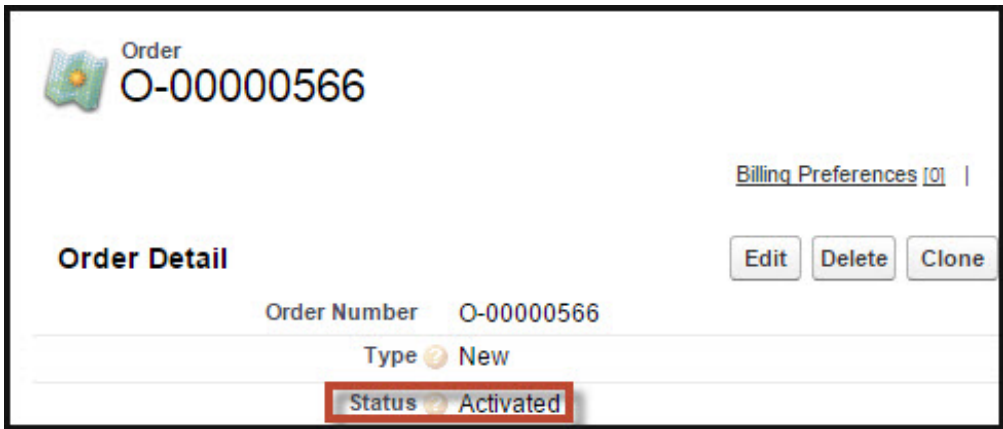 Order
O-00000566
Billing Preferences [0] |
Order Detail
Edit Delete Clone
Order Number O-00000566
Type New
Status Activated